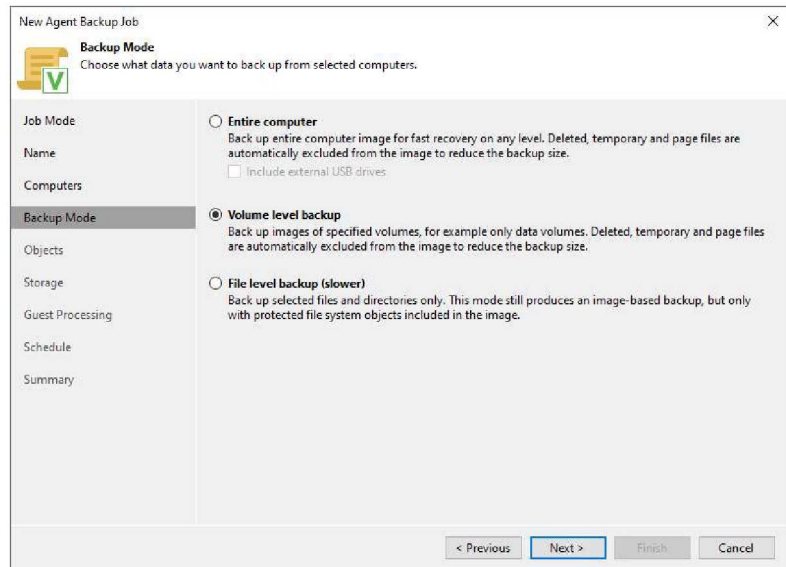 New Agent Backup Job
Backup Mode
Choose what data you want to back up from selected computers.
V
Job Mode
Name
Computers
Backup Mode
Objects
Storage
Guest Processing
Schedule
Summary
Entire computer
Back up entire computer image for fast recovery on any level. Deleted, temporary and page files are
automatically excluded from the image to reduce the backup size.
Include external USB drives
Volume level backup
Back up images of specified volumes, for example only data volumes. Deleted, temporary and page files
are automatically excluded from the image to reduce the backup size.
File level backup (slower)
Back up selected files and directories only. This mode still produces an image-based backup, but only
with protected file system objects included in the image.
< Previous
Next >
Finish
Cancel